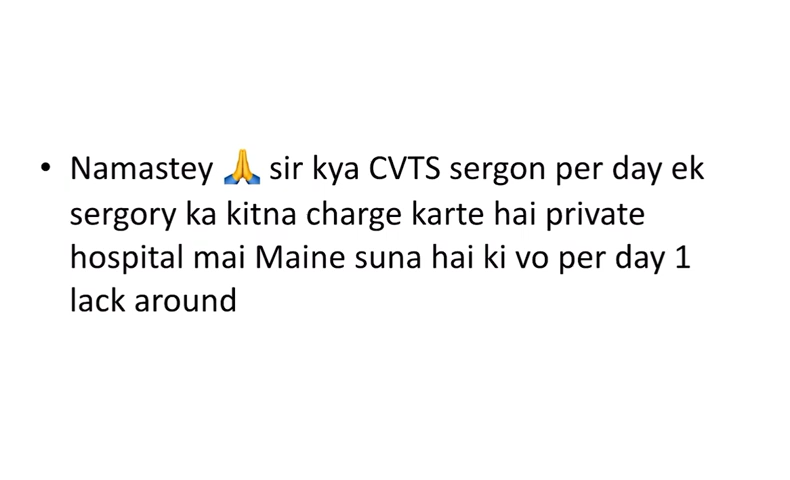 • Namastey 🙏 sir kya CVTS sergon per day ek
sergory ka kitna charge karte hai private
hospital mai Maine suna hai ki vo per day 1
lack around